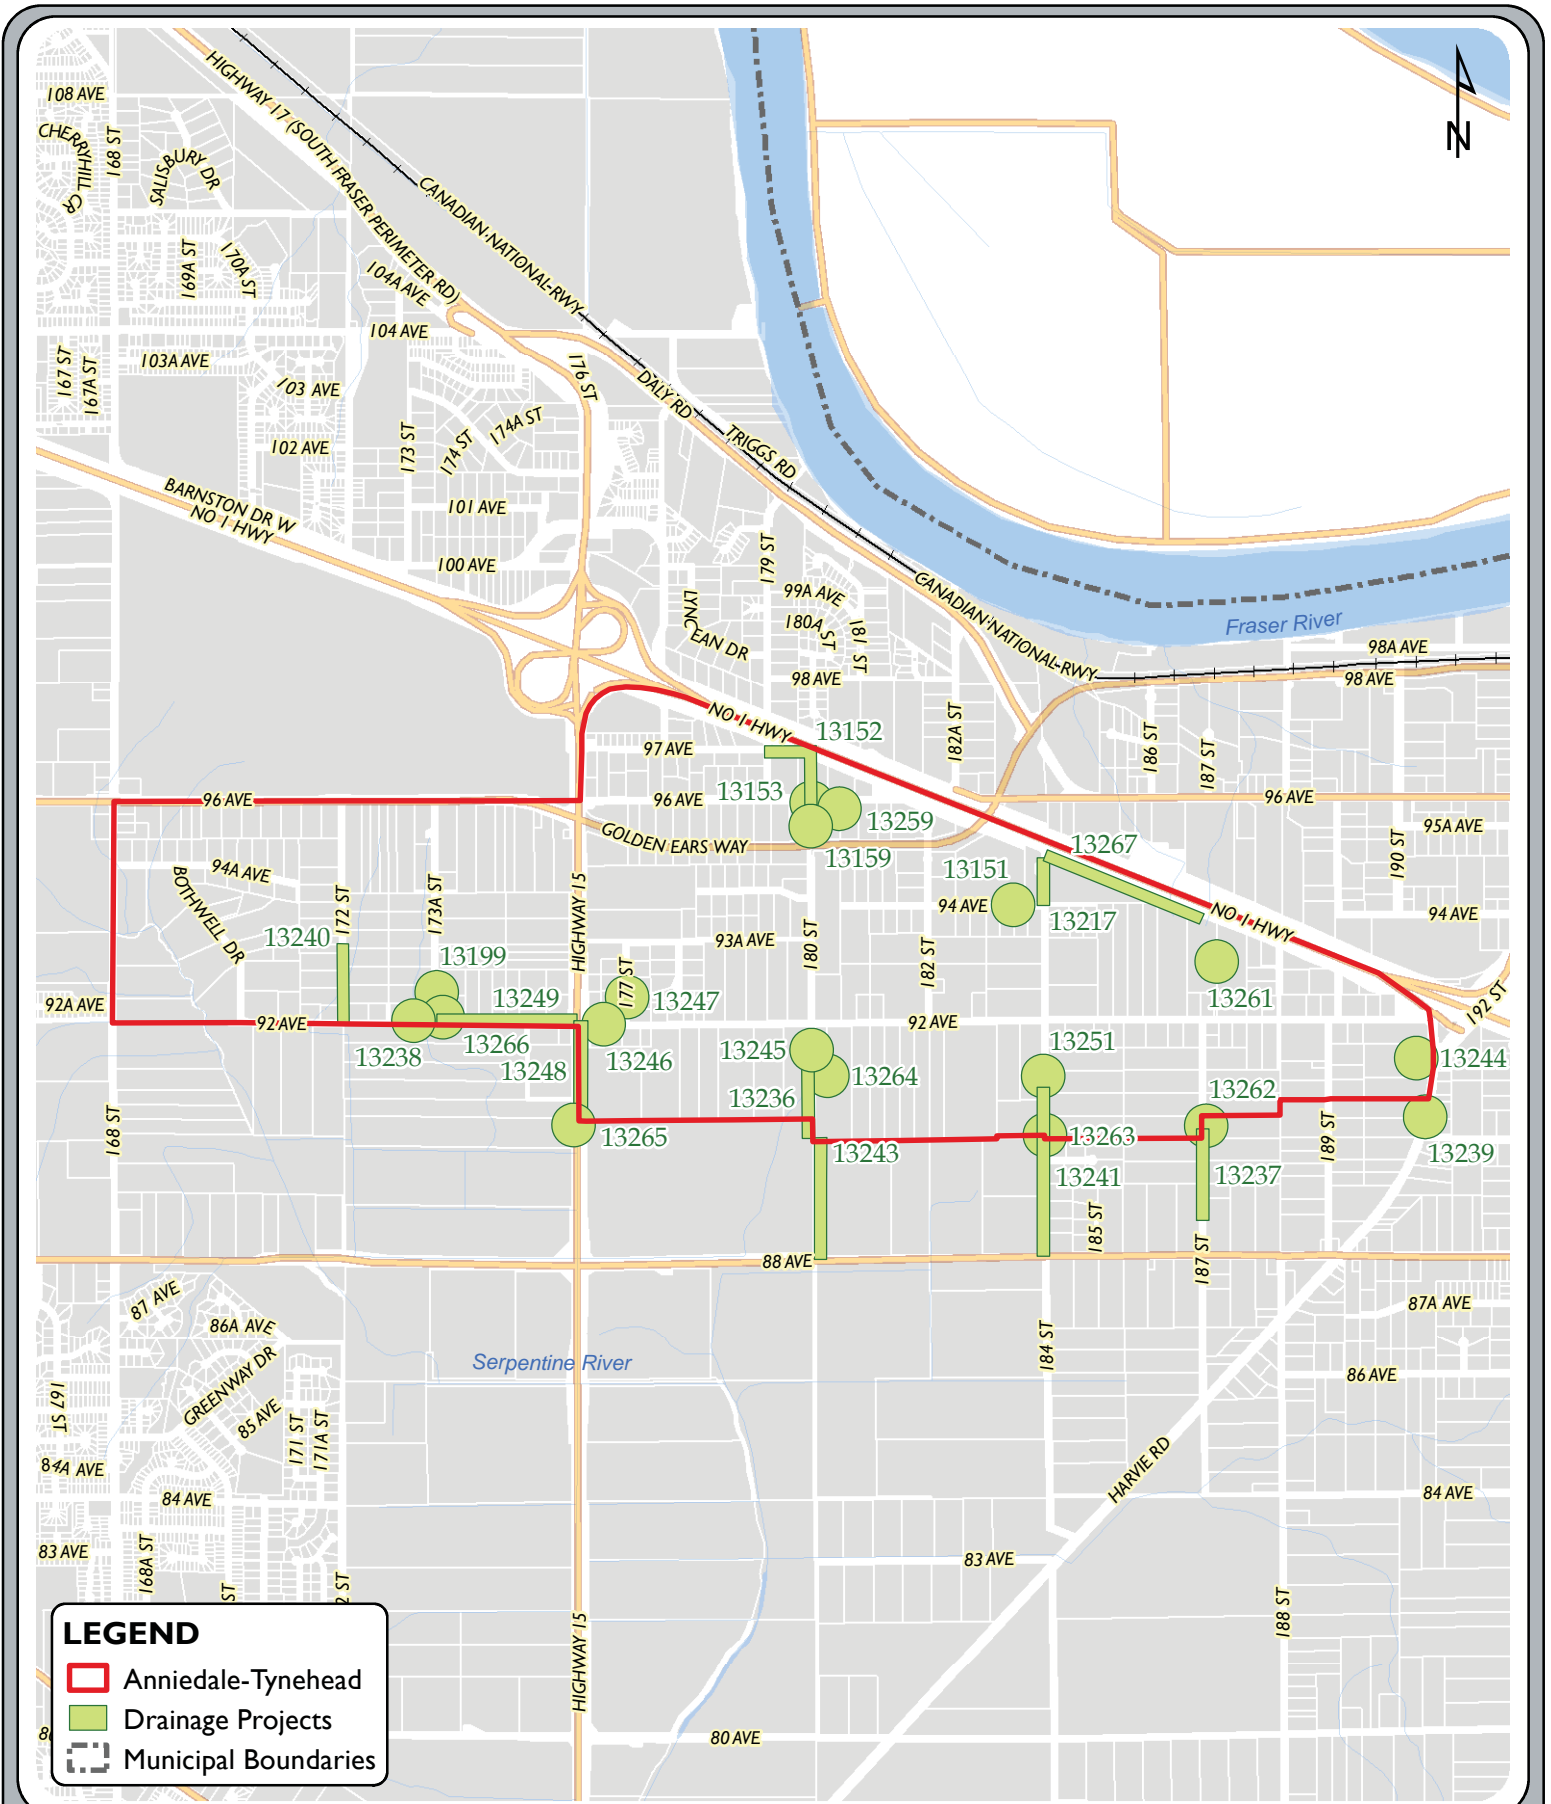 108 AVE
CHERRYHILL CR
168 ST
SALISBURY DR
HIGHWAY 17 (SOUTH FRASER PERIMETER RD)
CANADIAN NATIONAL RWY
N
169A ST
170A ST
104A AVE
104 AVE
167 ST
167A ST
103A AVE
103 AVE
176 ST
DALY RD
TRIGGS RD
173 ST
174 ST
174A ST
102 AVE
BARNSTON DR W
NO 1 HWY
101 AVE
100 AVE
179 ST
99A AVE
180A ST
181 ST
LYNC
EAN DR
98 AVE
CANADIAN NATIONAL RWY
Fraser River
98A AVE
98 AVE
NO 1 HWY
13152
182A ST
186 ST
187 ST
97 AVE
96 AVE
96 AVE
13153
13259
96 AVE
GOLDEN EARS WAY
13159
13267
95A AVE
190 ST
94A AVE
BOTHWELL DR
172 ST
173A ST
HIGHWAY 15
13151
94 AVE
13217
NO 1 HWY
94 AVE
13240
13199
93A AVE
180 ST
182 ST
13261
177 ST
13247
13249
92A AVE
92 AVE
92 AVE
192 ST
13238
13266
13248
13246
13245
13264
13251
13244
13236
13262
168 ST
13265
13243
13263
189 ST
13239
13241
13237
185 ST
187 ST
88 AVE
87 AVE
86A AVE
87A AVE
GREENWAY DR
Serpentine River
184 ST
86 AVE
167 ST
85 AVE
171 ST
171A ST
HARVIE RD
84A AVE
84 AVE
84 AVE
83 AVE
168A ST
83 AVE
ST
2 ST
188 ST
HIGHWAY 15
80 AVE
LEGEND
Anniedale-Tynehead
Drainage Projects
Municipal Boundaries